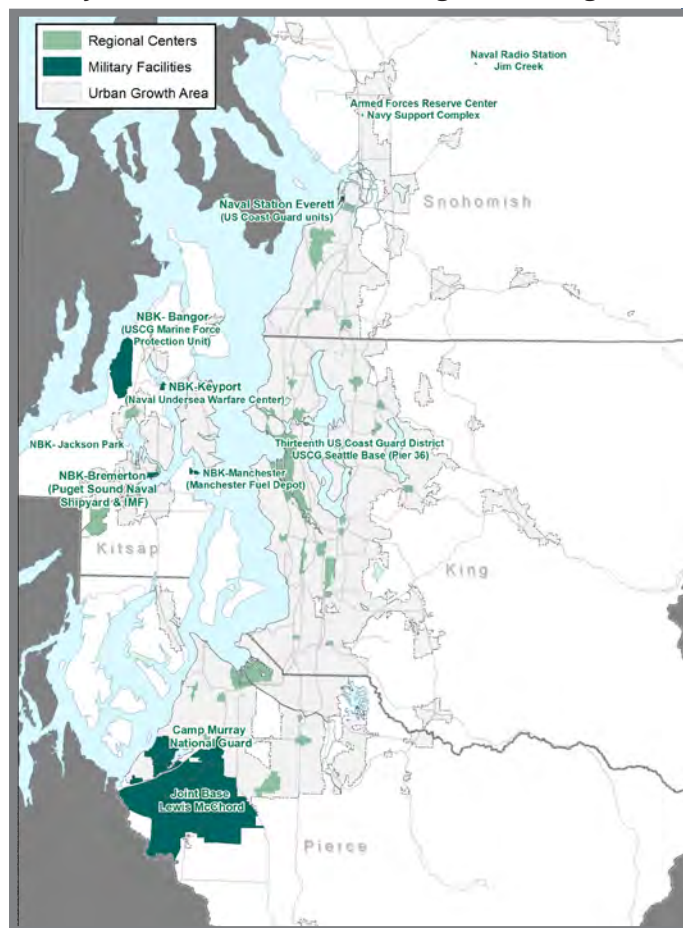 Regional Centers
Military Facilities
Urban Growth Area
Naval Radio Station
Jim Creek
Armed Forces Reserve Center
Navy Support Complex
Naval Station Everett
(US Coast Guard units)
Snohomish
NBK- Bangor
(USCG Marine Force
Protection Unit)
NBK-Keyport
(Naval Undersea Warfare Center)
NBK- Jackson Park
Thirteenth US Coast Guard District
USCG Seattle Base (Pier 36)
NBK-Bremerton
(Puget Sound Naval
Shipyard & IMF)
NBK-Manchester
(Manchester Fuel Depot)
Kitsap
King
Camp Murray
National Guard
Joint Base
Lewis McChord
Pierce